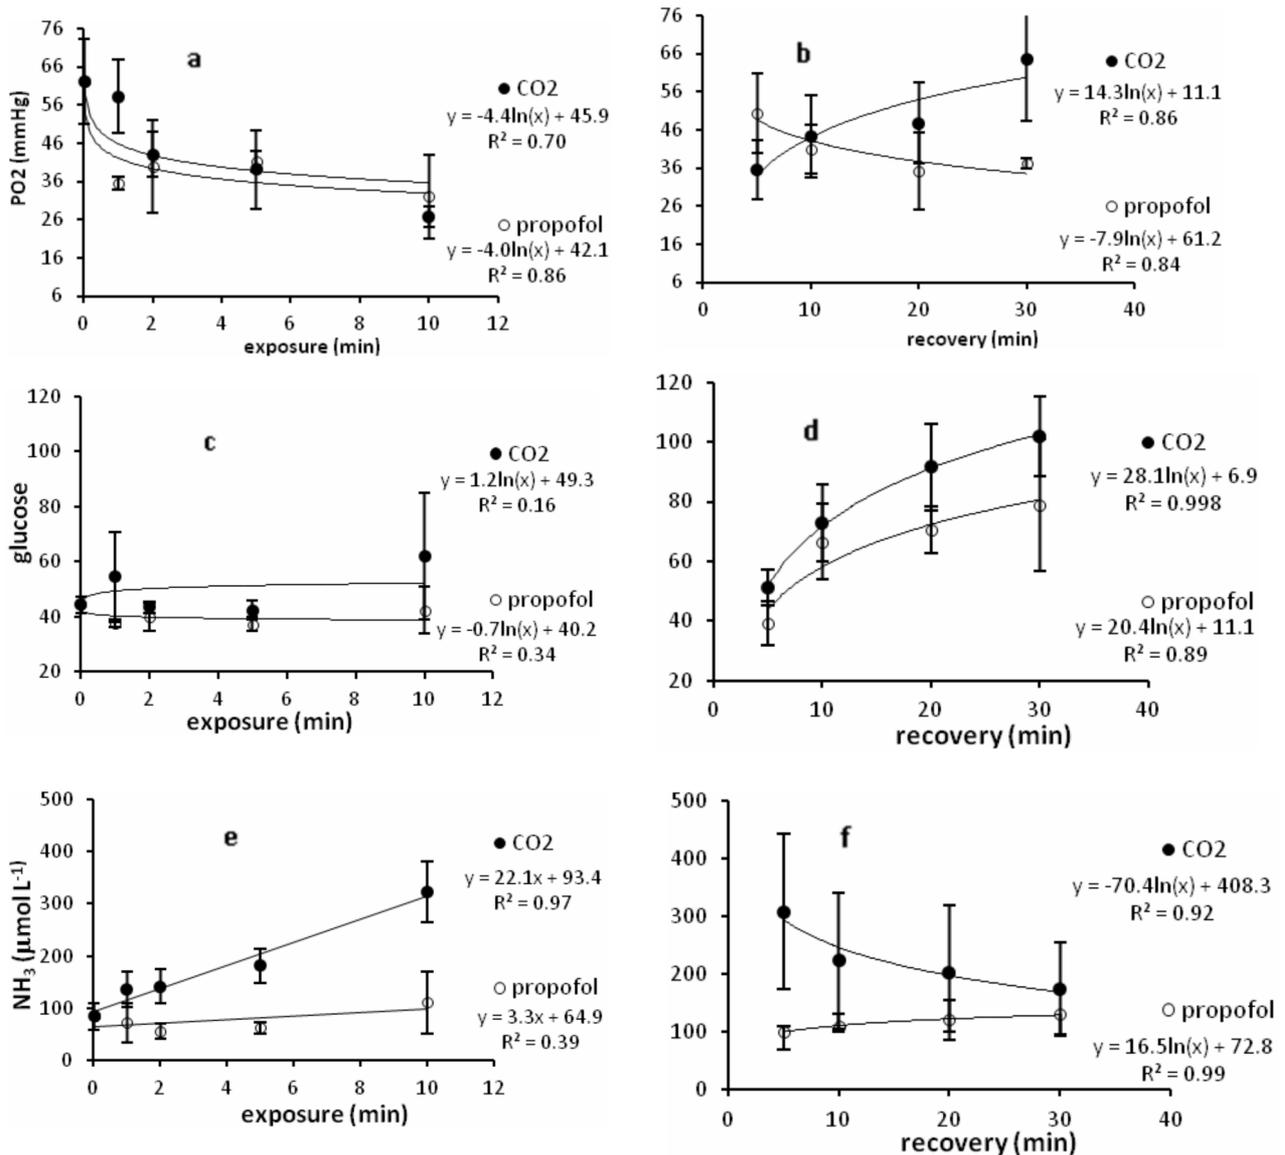 a
PO2 (mmHg)
76
66
56
46
36
26
16
6
CO2
y = -4.4ln(x) + 45.9
R² = 0.70
propofol
y = -4.0ln(x) + 42.1
R² = 0.86
0 2 4 6 8 10 12
exposure (min)
b
76
66
56
46
36
26
16
6
CO2
y = 14.3ln(x) + 11.1
R² = 0.86
propofol
y = -7.9ln(x) + 61.2
R² = 0.84
0 10 20 30 40
recovery (min)
c
glucose
120
100
80
60
40
20
CO2
y = 1.2ln(x) + 49.3
R² = 0.16
propofol
y = -0.7ln(x) + 40.2
R² = 0.34
0 2 4 6 8 10 12
exposure (min)
d
120
100
80
60
40
20
CO2
y = 28.1ln(x) + 6.9
R² = 0.998
propofol
y = 20.4ln(x) + 11.1
R² = 0.89
0 10 20 30 40
recovery (min)
e
NH₃ (µmol L⁻¹)
500
400
300
200
100
0
CO2
y = 22.1x + 93.4
R² = 0.97
propofol
y = 3.3x + 64.9
R² = 0.39
0 2 4 6 8 10 12
exposure (min)
f
500
400
300
200
100
0
CO2
y = -70.4ln(x) + 408.3
R² = 0.92
propofol
y = 16.5ln(x) + 72.8
R² = 0.99
0 10 20 30 40
recovery (min)